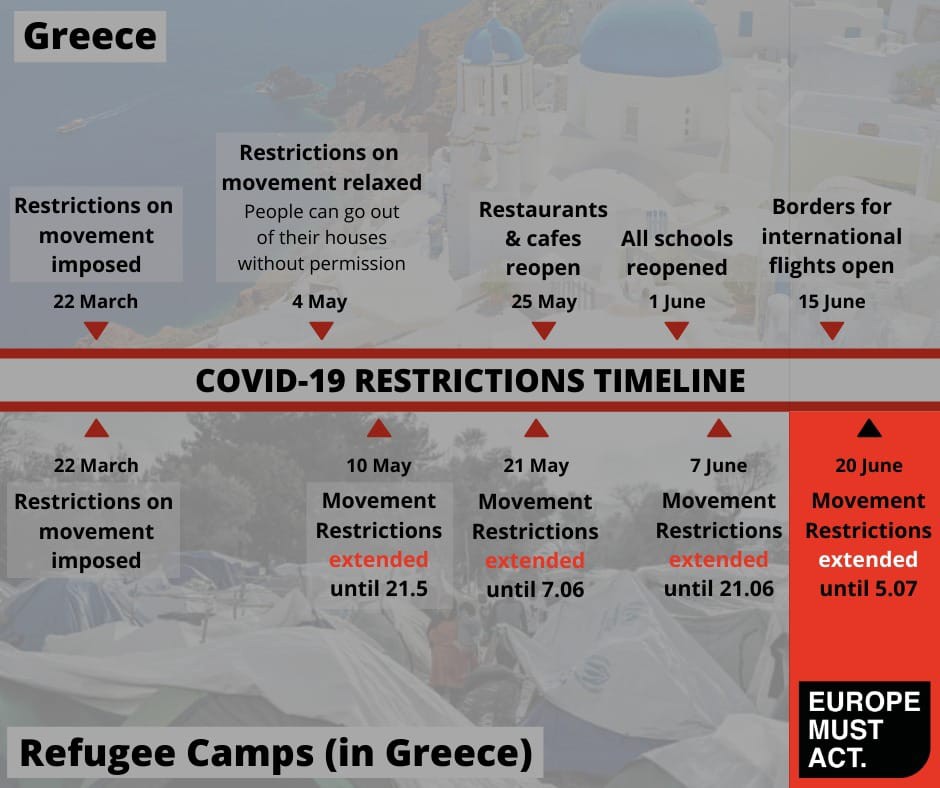 Greece
Restrictions on
movement
imposed
22 March
Restrictions on
movement relaxed
People can go out
of their houses
without permission
4 May
Restaurants
& cafes
reopen
25 May
All schools
reopened
1 June
Borders for
international
flights open
15 June
COVID-19 RESTRICTIONS TIMELINE
22 March
Restrictions on
movement
imposed
10 May
Movement
Restrictions
extended
until 21.5
21 May
Movement
Restrictions
extended
until 7.06
7 June
Movement
Restrictions
extended
until 21.06
20 June
Movement
Restrictions
extended
until 5.07
Refugee Camps (in Greece)
EUROPE
MUST
ACT.